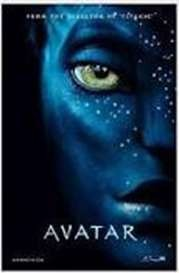 FROM THE DIRECTOR OF "TITANIC"
AVATAR